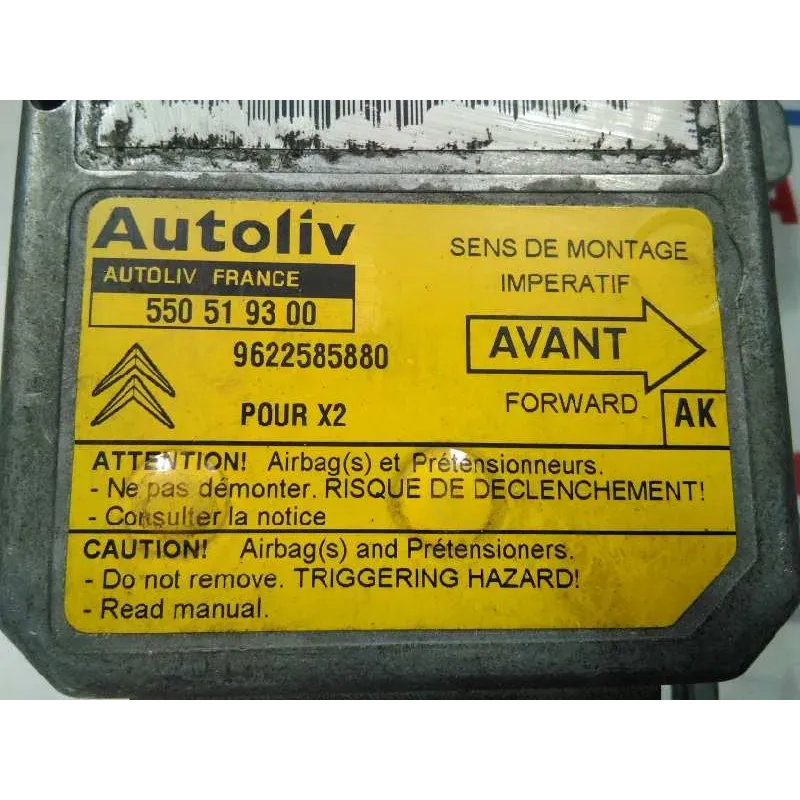 Autoliv
AUTOLIV FRANCE
550 51 93 00
9622585880
POUR X2
SENS DE MONTAGE
IMPERATIF
AVANT
FORWARD
AK
ATTENTION! Airbag(s) et Prétensionneurs.
- Ne pas démonter. RISQUE DE DECLENCHEMENT!
- Consulter la notice
CAUTION! Airbag(s) and Prétensioners.
- Do not remove. TRIGGERING HAZARD!
- Read manual.